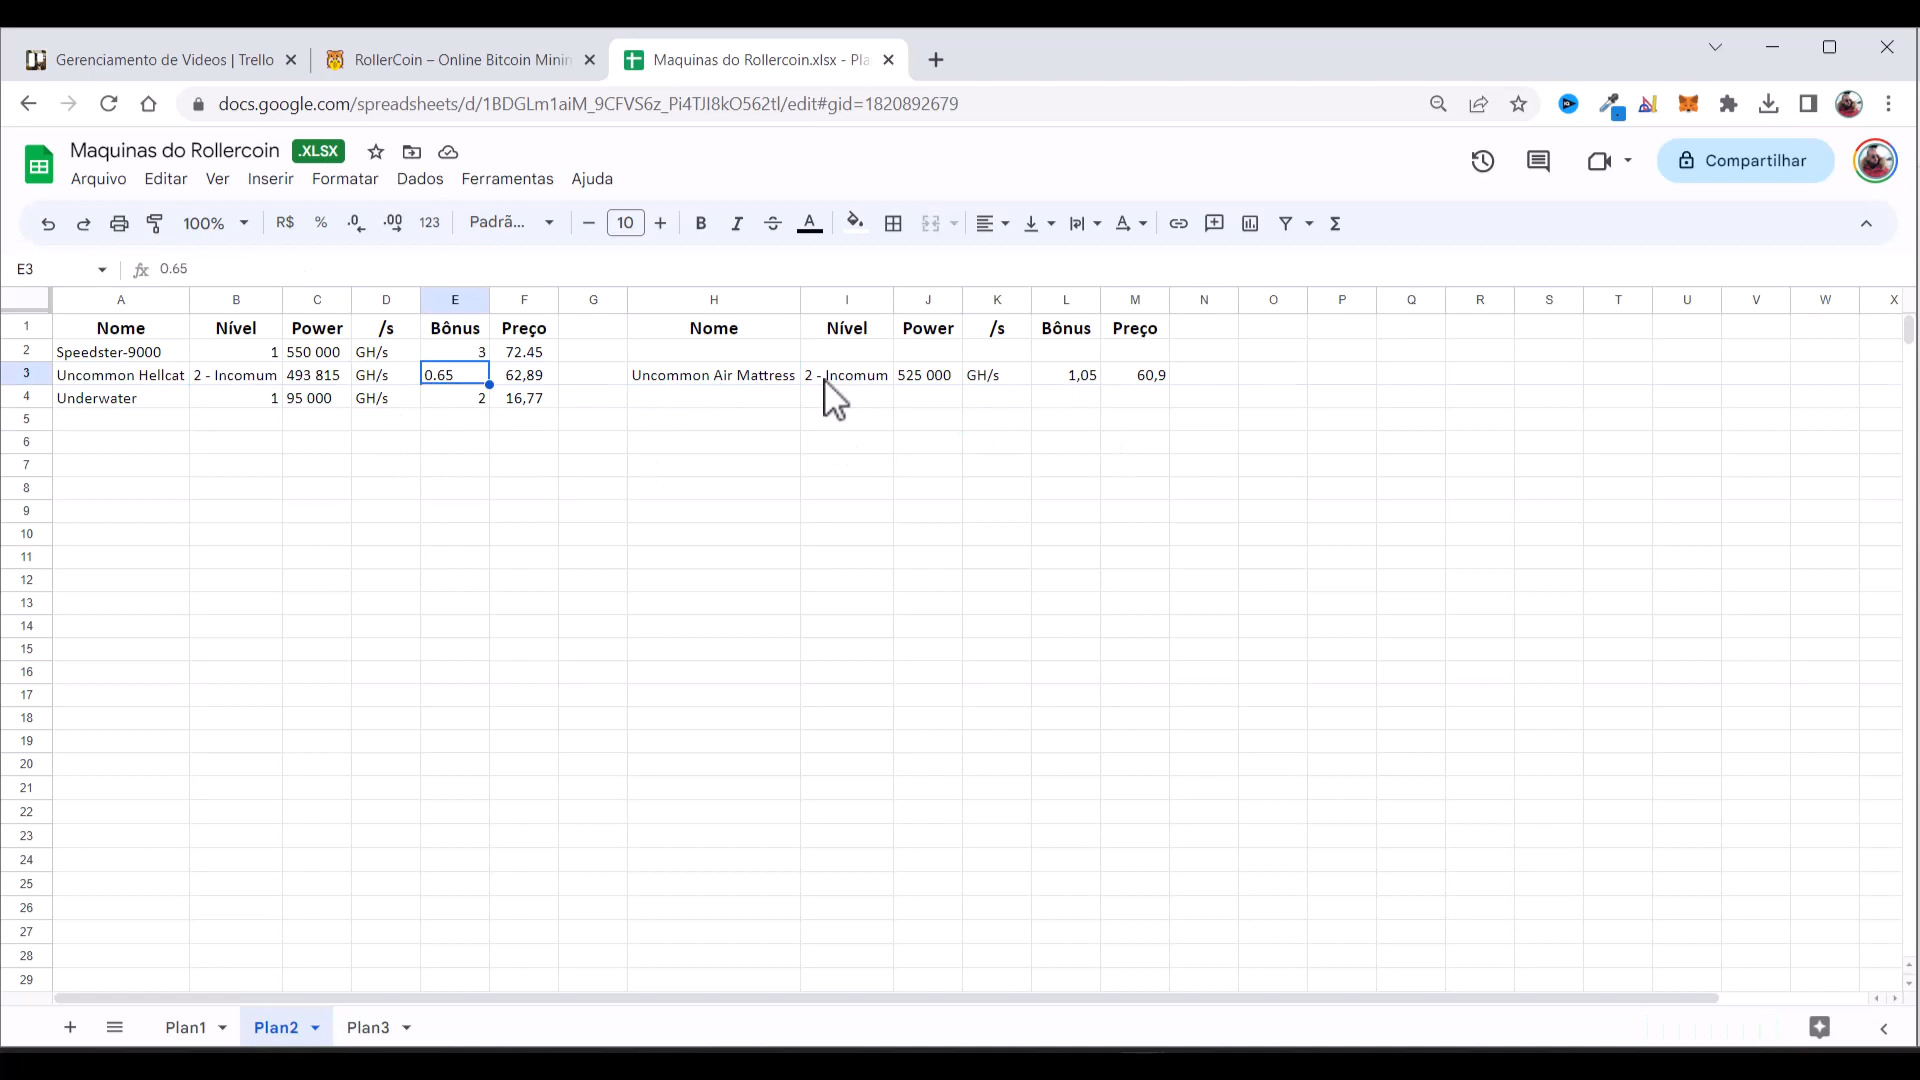 Gerenciamento de Videos | Trello
RollerCoin – Online Bitcoin Minin
Maquinas do Rollercoin.xlsx - Pla
docs.google.com/spreadsheets/d/1BDGLm1aiM_9CFVS6z_Pi4TJI8kO562tl/edit#gid=1820892679
Maquinas do Rollercoin .XLSX
Compartilhar
Arquivo Editar Ver Inserir Formatar Dados Ferramentas Ajuda
100% R$ % .0 .00 123 Padrã... 10 B I S A
E3 fx 0.65
A B C D E F G H I J K L M N O P Q R S T U V W X
1 Nome Nível Power /s Bônus Preço Nome Nível Power /s Bônus Preço
2 Speedster-9000 1 550 000 GH/s 3 72.45
3 Uncommon Hellcat 2 - Incomum 493 815 GH/s 0.65 62,89 Uncommon Air Mattress 2 - Incomum 525 000 GH/s 1,05 60,9
4 Underwater 1 95 000 GH/s 2 16,77
5
6
7
8
9
10
11
12
13
14
15
16
17
18
19
20
21
22
23
24
25
26
27
28
29
Plan1 Plan2 Plan3